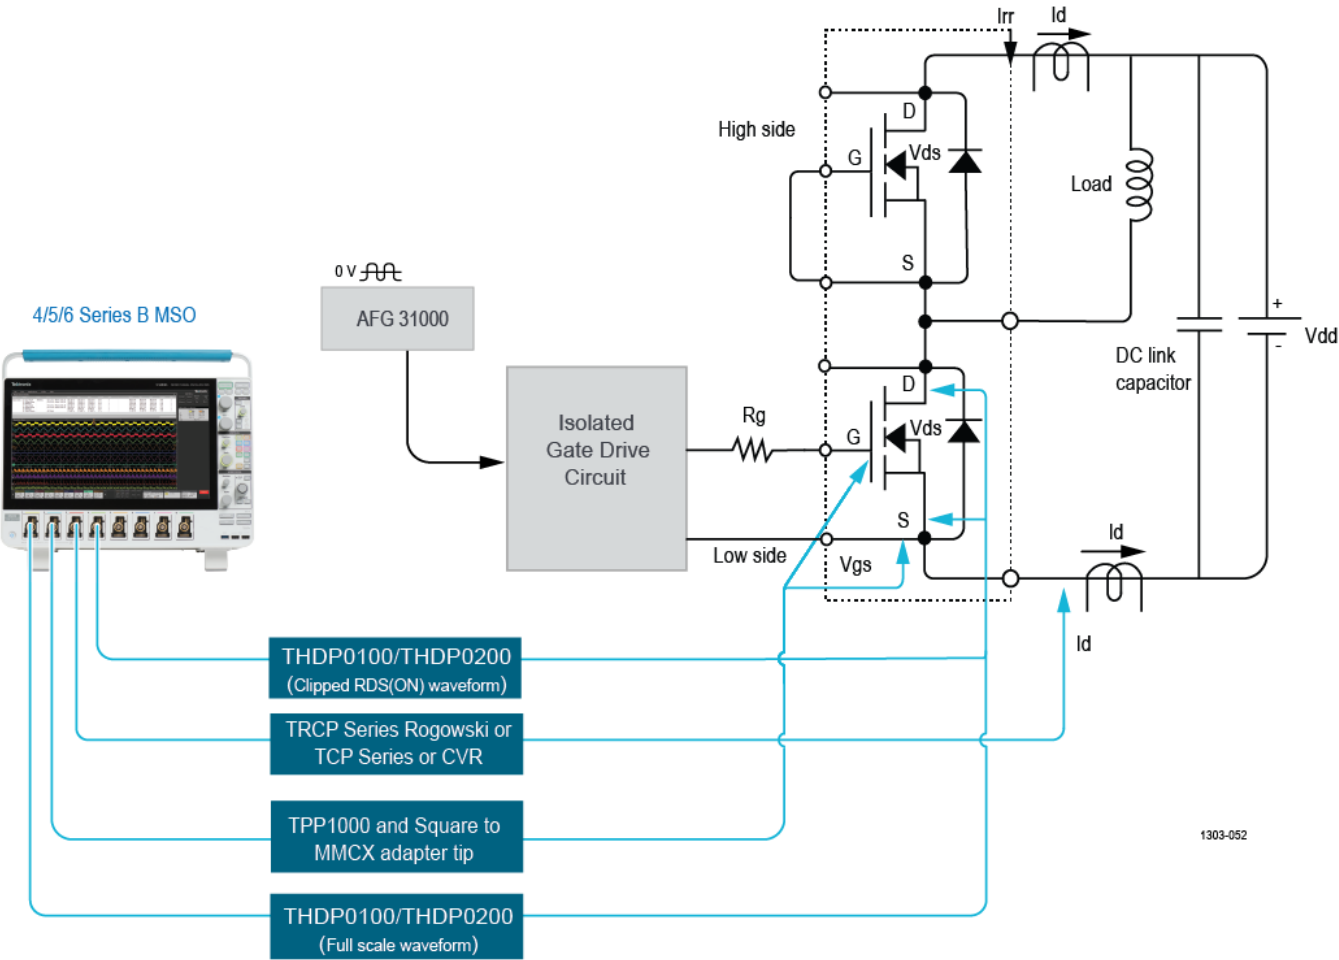 Irr
Id
D
High side
G
Vds
Load
S
0 V
4/5/6 Series B MSO
AFG 31000
+
Vdd
-
DC link
capacitor
Isolated
Gate Drive
Circuit
Rg
D
G
Vds
S
Low side
Vgs
Id
Id
THDP0100/THDP0200
(Clipped RDS(ON) waveform)
TRCP Series Rogowski or
TCP Series or CVR
TPP1000 and Square to
MMCX adapter tip
1303-052
THDP0100/THDP0200
(Full scale waveform)